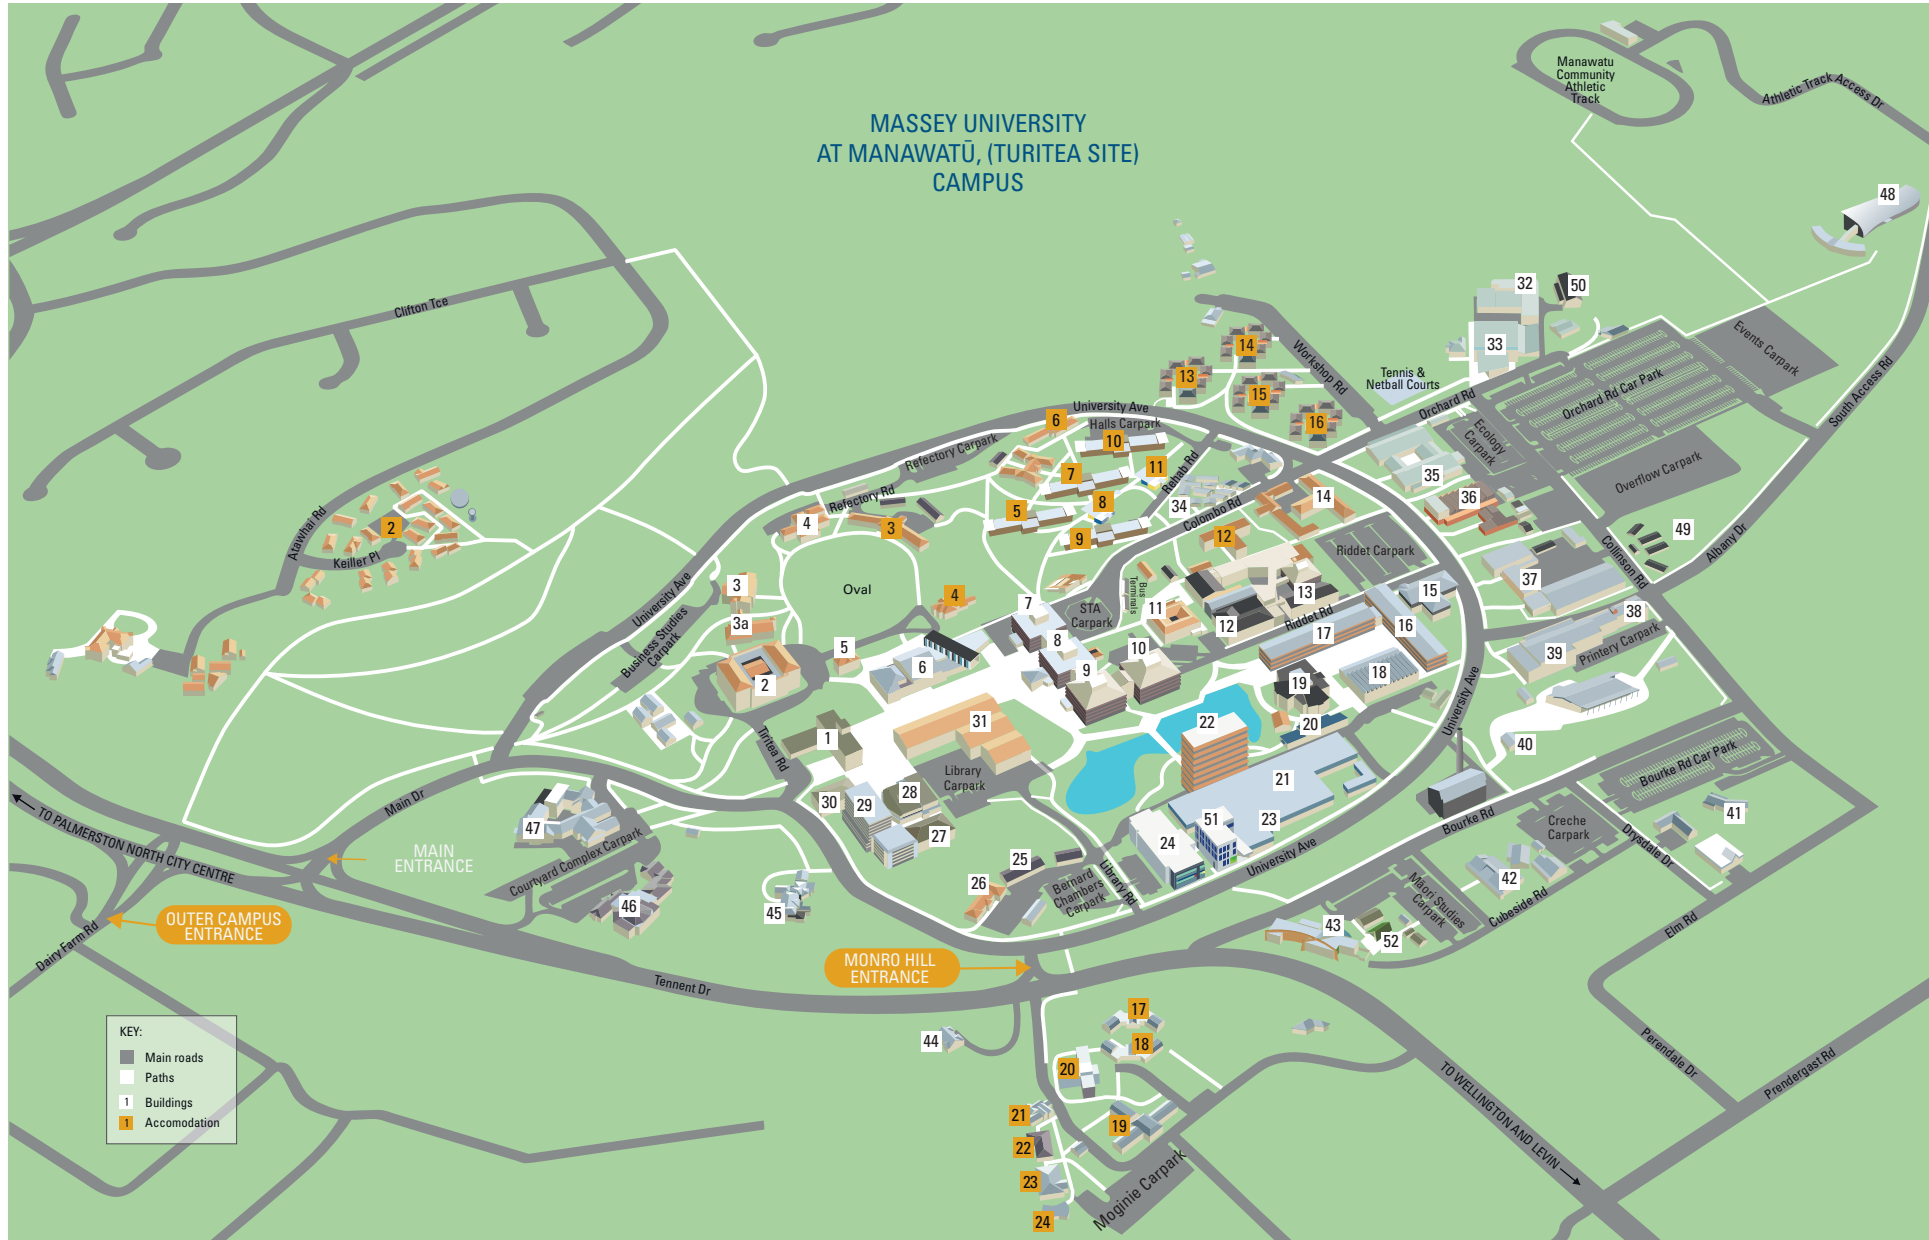 MASSEY UNIVERSITY
AT MANAWATŪ, (TURITEA SITE)
CAMPUS
Manawatu
Community
Athletic
Track
Athletic Track Access Dr
48
32
50
33
Events Carpark
Clifton Tce
14
13
15
16
Workshop Rd
Tennis &
Netball Courts
Orchard Rd
Orchard Rd Car Park
South Access Rd
University Ave
Halls Carpark
6
10
Refectory Carpark
7
11
Rehab Rd
Ecology
Carpark
Overflow Carpark
35
36
14
34
Colombo Rd
8
5
9
Refectory Rd
4
3
2
Atawhai Rd
Keiller Pl
12
Riddet Carpark
49
Collinson Rd
Albany Dr
37
Oval
3
3a
4
University Ave
Business Studies
Carpark
7
STA
Carpark
Bus
Terminals
11
12
13
Riddet Rd
15
16
17
38
39
Printery Carpark
5
6
8
9
10
2
18
19
20
22
University Ave
40
1
31
Tiritea Rd
Library
Carpark
21
23
51
24
Bourke Rd Car Park
Bourke Rd
Creche
Carpark
41
Drysdale Dr
28
29
30
27
Main Dr
TO PALMERSTON NORTH CITY CENTRE
MAIN
ENTRANCE
47
Courtyard Complex Carpark
46
45
25
26
Bernard
Chambers
Carpark
Library Rd
University Ave
Māori Studies
Carpark
42
Cubeside Rd
43
52
Elm Rd
OUTER CAMPUS
ENTRANCE
Dairy Farm Rd
MONRO HILL
ENTRANCE
Tennent Dr
44
17
18
20
19
21
22
23
24
Moginie Carpark
TO WELLINGTON AND LEVIN
Perendale Dr
Prendergast Rd
KEY:
Main roads
Paths
1 Buildings
1 Accomodation